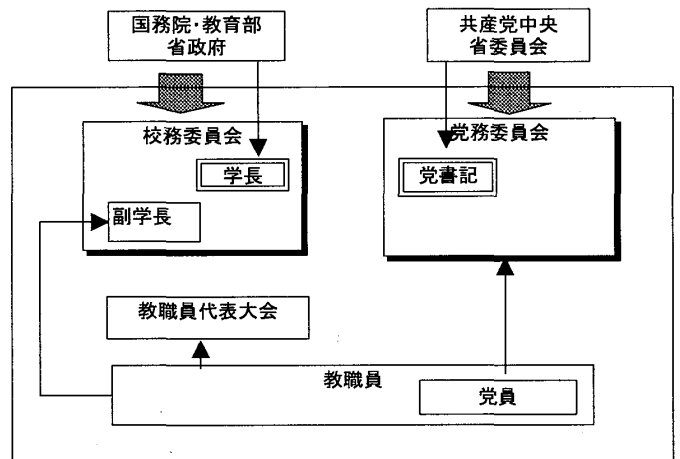 国務院・教育部
省政府
共産党中央
省委員会
校務委員会
学長
副学長
党務委員会
党書記
教職員代表大会
教職員
党員